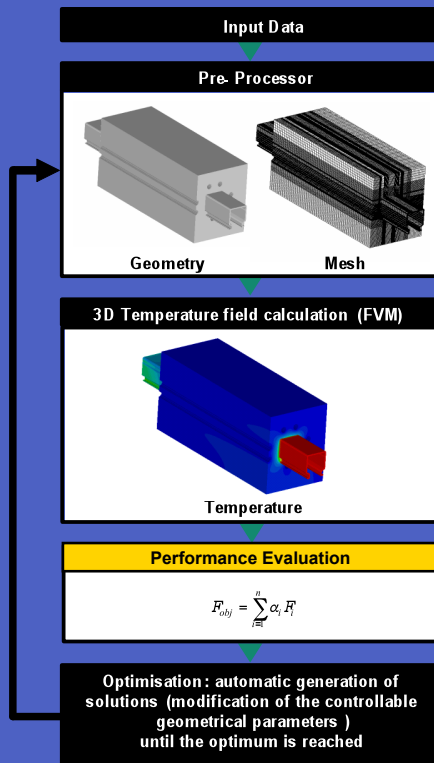 Input Data
Pre- Processor
Geometry Mesh
3D Temperature field calculation (FVM)
Temperature
Performance Evaluation
F_obj = ∑_{i=1}^{n} α_i F_i
Optimisation: automatic generation of
solutions (modification of the controllable
geometrical parameters )
until the optimum is reached